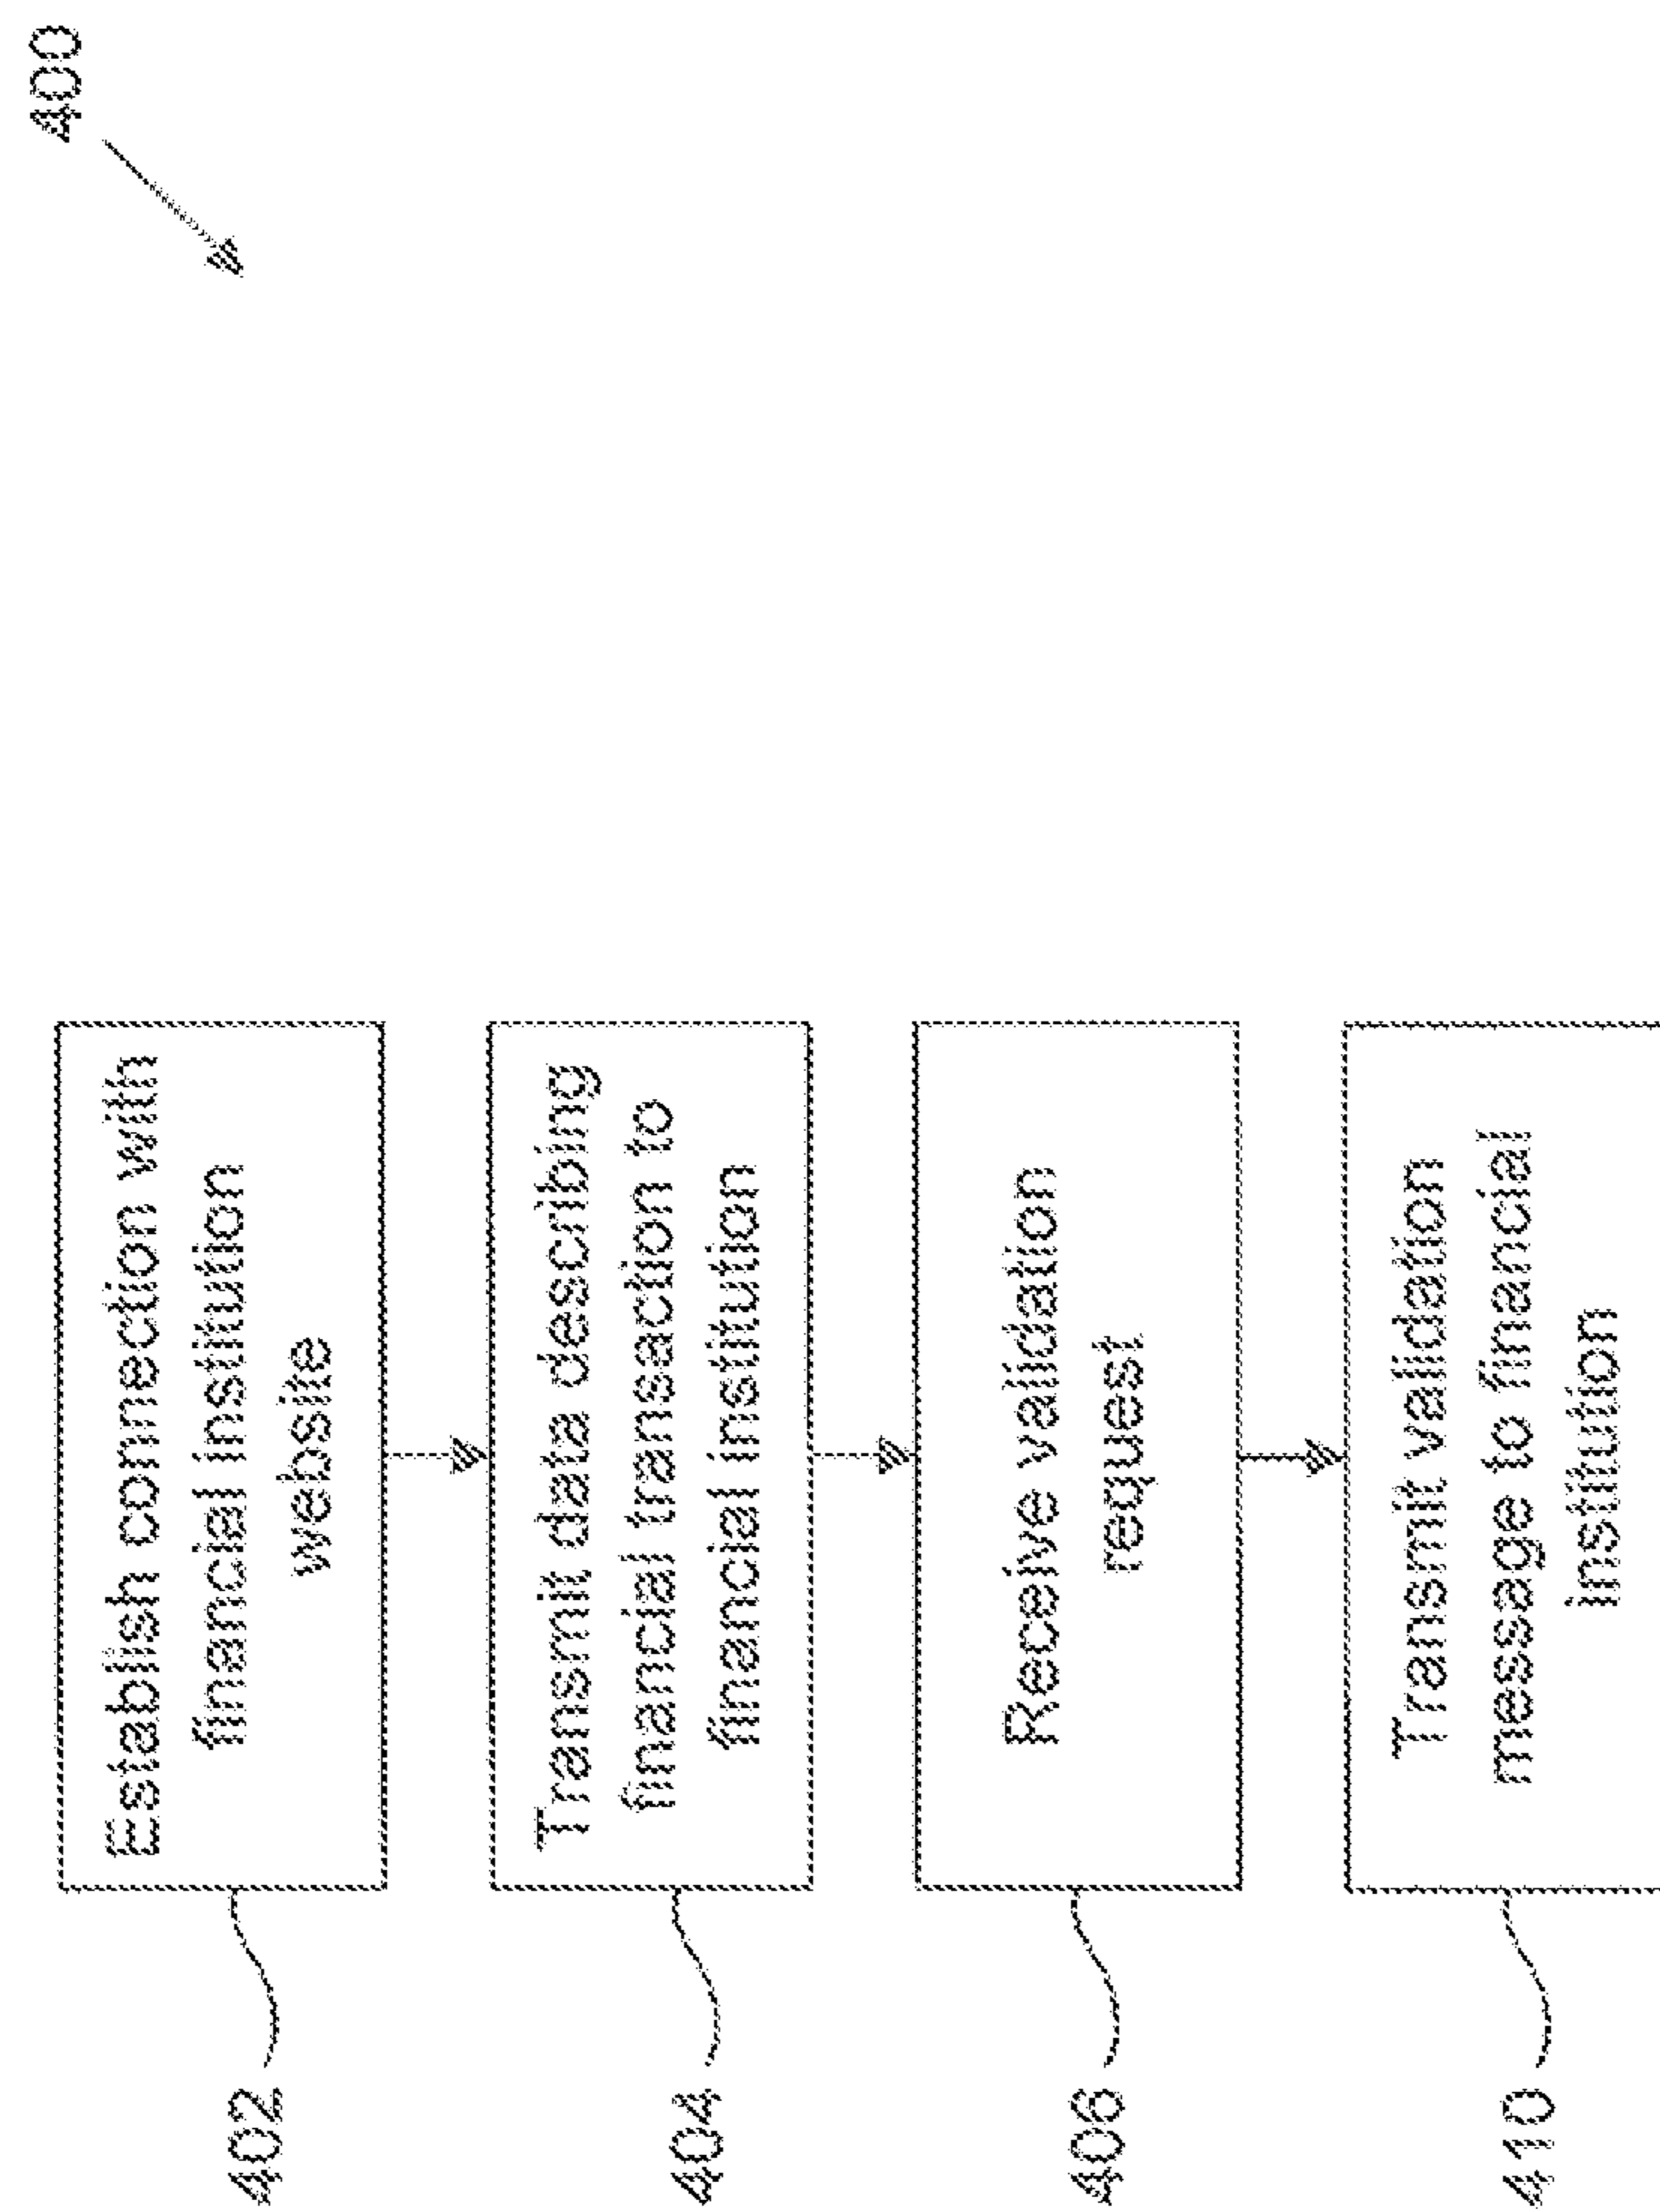 400
402
Establish connection with
financial institution
website
404
Transmit data describing
financial transaction to
financial institution
406
Receive validation
request
410
Transmit validation
message to financial
institution